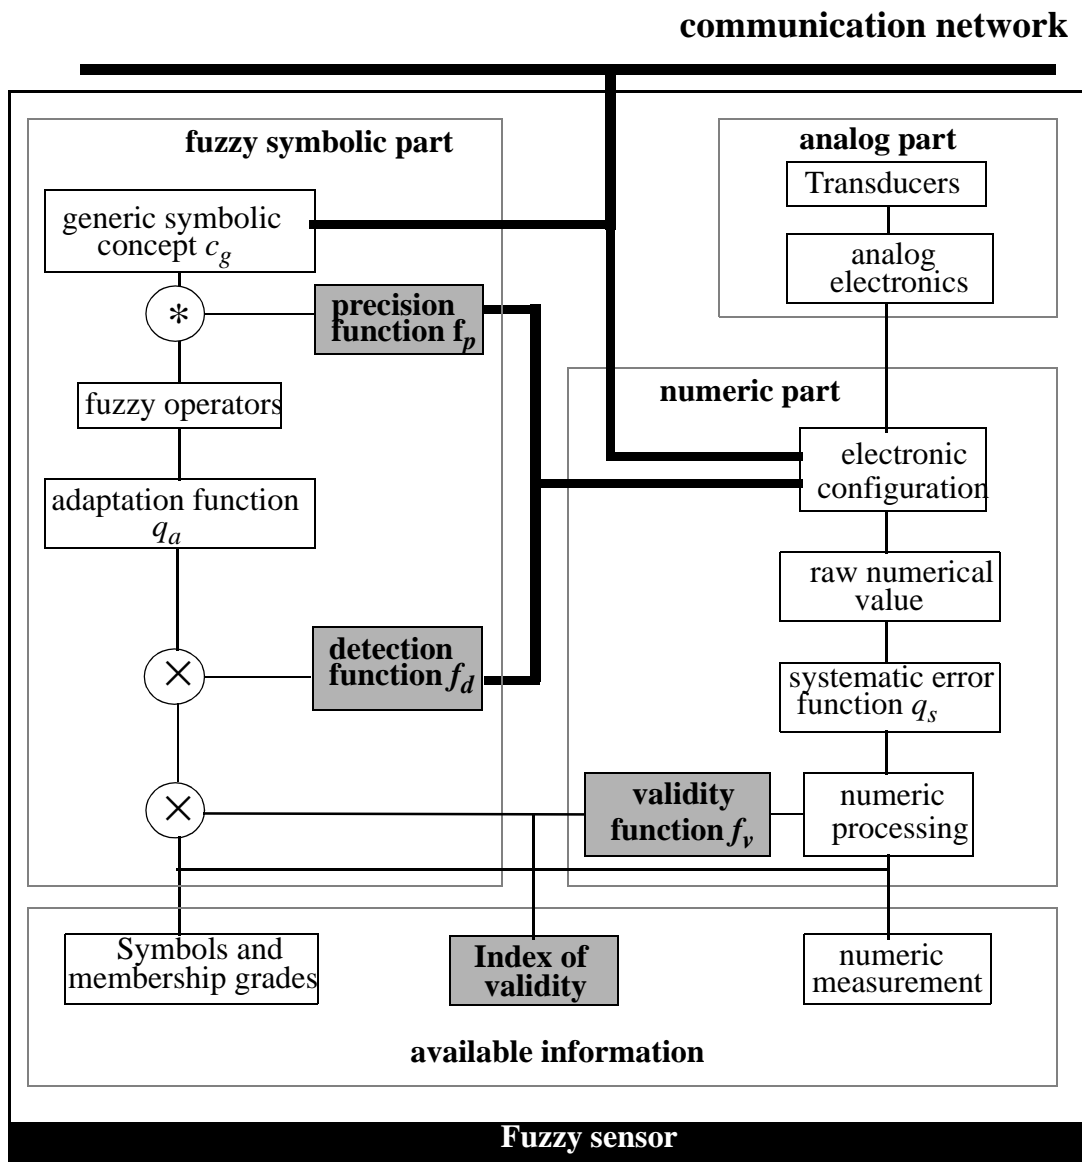 communication network
fuzzy symbolic part
generic symbolic
concept c_g
*
precision
function f_p
fuzzy operators
adaptation function
q_a
×
detection
function f_d
×
analog part
Transducers
analog
electronics
numeric part
electronic
configuration
raw numerical
value
systematic error
function q_s
validity
function f_v
numeric
processing
Symbols and
membership grades
Index of
validity
numeric
measurement
available information
Fuzzy sensor